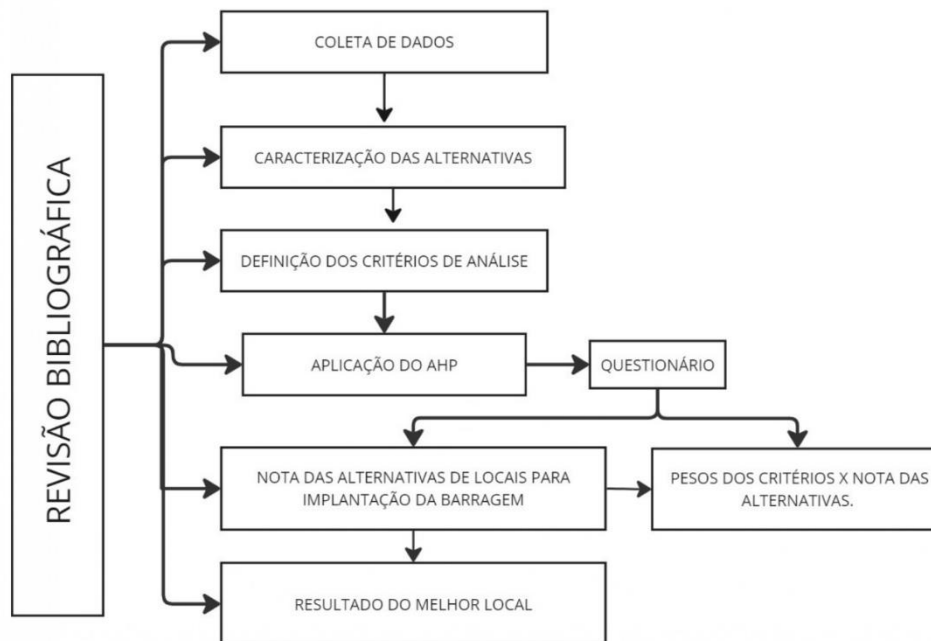 REVISÃO BIBLIOGRÁFICA
COLETA DE DADOS
CARACTERIZAÇÃO DAS ALTERNATIVAS
DEFINIÇÃO DOS CRITÉRIOS DE ANÁLISE
APLICAÇÃO DO AHP
QUESTIONÁRIO
NOTA DAS ALTERNATIVAS DE LOCAIS PARA
IMPLANTAÇÃO DA BARRAGEM
PESOS DOS CRITÉRIOS X NOTA DAS
ALTERNATIVAS.
RESULTADO DO MELHOR LOCAL